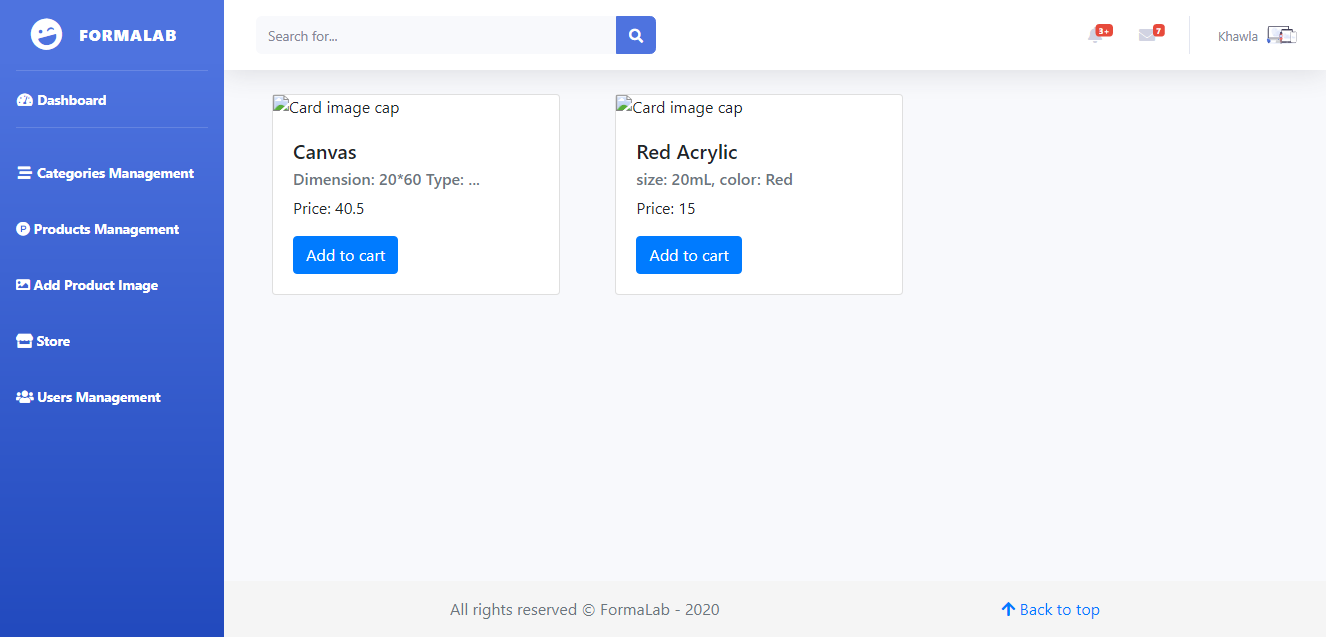 FORMALAB
Dashboard
Categories Management
Products Management
Add Product Image
Store
Users Management
Search for...
3+
7
Khawla
Card image cap
Canvas
Dimension: 20*60 Type: ...
Price: 40.5
Add to cart
Card image cap
Red Acrylic
size: 20mL, color: Red
Price: 15
Add to cart
All rights reserved © FormaLab - 2020
Back to top